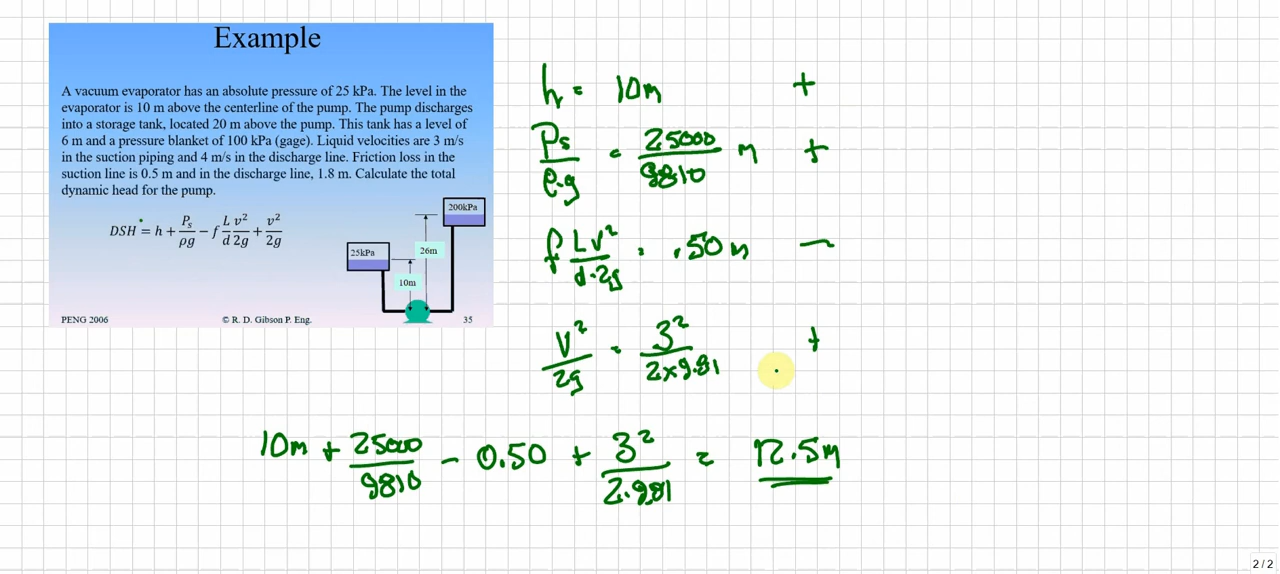 Example
A vacuum evaporator has an absolute pressure of 25 kPa. The level in the
evaporator is 10 m above the centerline of the pump. The pump discharges
into a storage tank, located 20 m above the pump. This tank has a level of
6 m and a pressure blanket of 100 kPa (gage). Liquid velocities are 3 m/s
in the suction piping and 4 m/s in the discharge line. Friction loss in the
suction line is 0.5 m and in the discharge line, 1.8 m. Calculate the total
dynamic head for the pump.
DSH = h + P_s/ρg − f L/d v²/2g + v²/2g
200kPa
25kPa
26m
10m
PENG 2006 © R. D. Gibson P. Eng. 35
h = 10m +
Ps/ρ.g = 25000/9810 m +
f Lv²/d.2g = .50m −
V²/2g = 3²/2x9.81 +
10m + 25000/9810 − 0.50 + 3²/2.9.81 = 12.5m
2 / 2